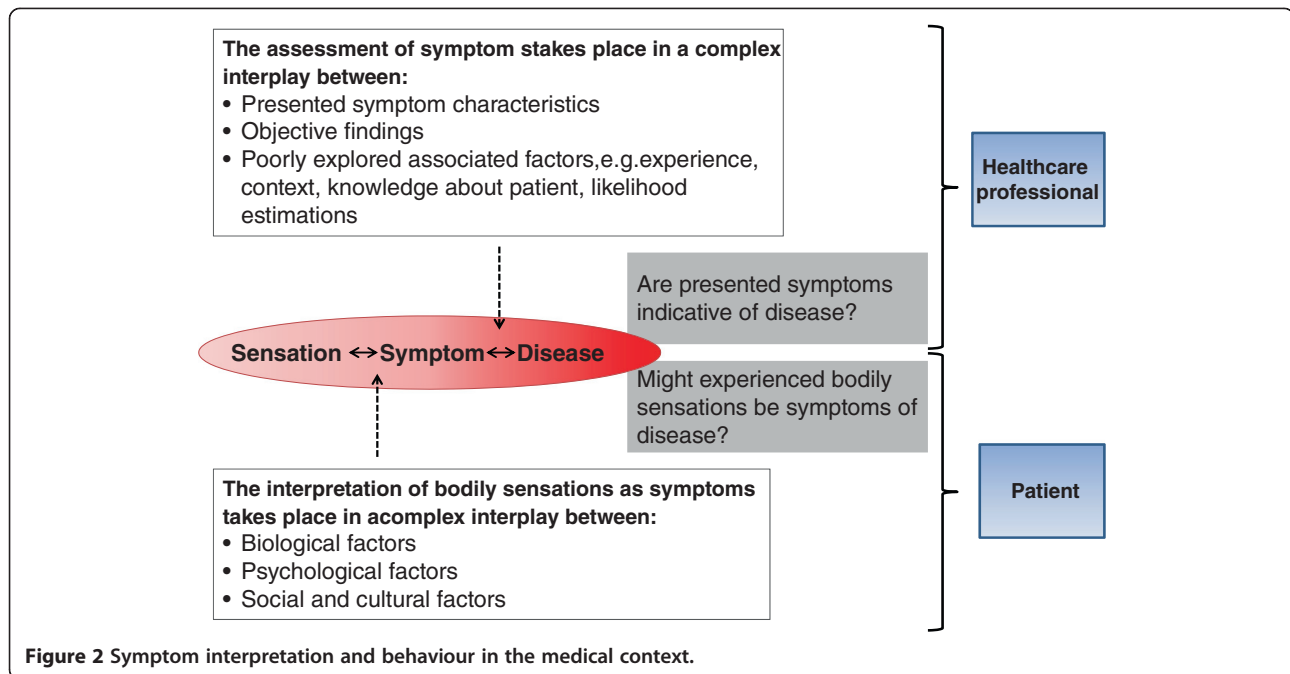 The assessment of symptom stakes place in a complex
interplay between:
• Presented symptom characteristics
• Objective findings
• Poorly explored associated factors,e.g.experience,
context, knowledge about patient, likelihood
estimations
Healthcare
professional
Are presented symptoms
indicative of disease?
Sensation ↔ Symptom ↔ Disease
Might experienced bodily
sensations be symptoms of
disease?
The interpretation of bodily sensations as symptoms
takes place in acomplex interplay between:
• Biological factors
• Psychological factors
• Social and cultural factors
Patient
Figure 2 Symptom interpretation and behaviour in the medical context.